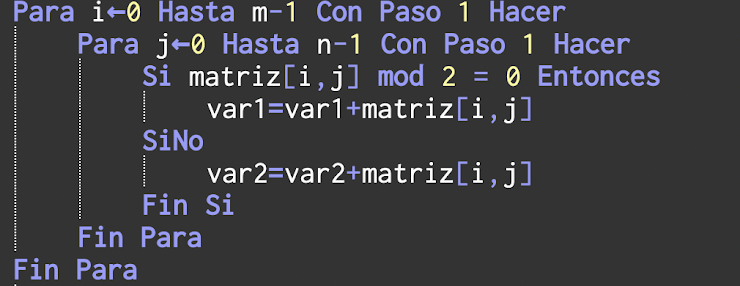 Para i←0 Hasta m-1 Con Paso 1 Hacer
Para j←0 Hasta n-1 Con Paso 1 Hacer
Si matriz[i,j] mod 2 = 0 Entonces
var1=var1+matriz[i,j]
SiNo
var2=var2+matriz[i,j]
Fin Si
Fin Para
Fin Para